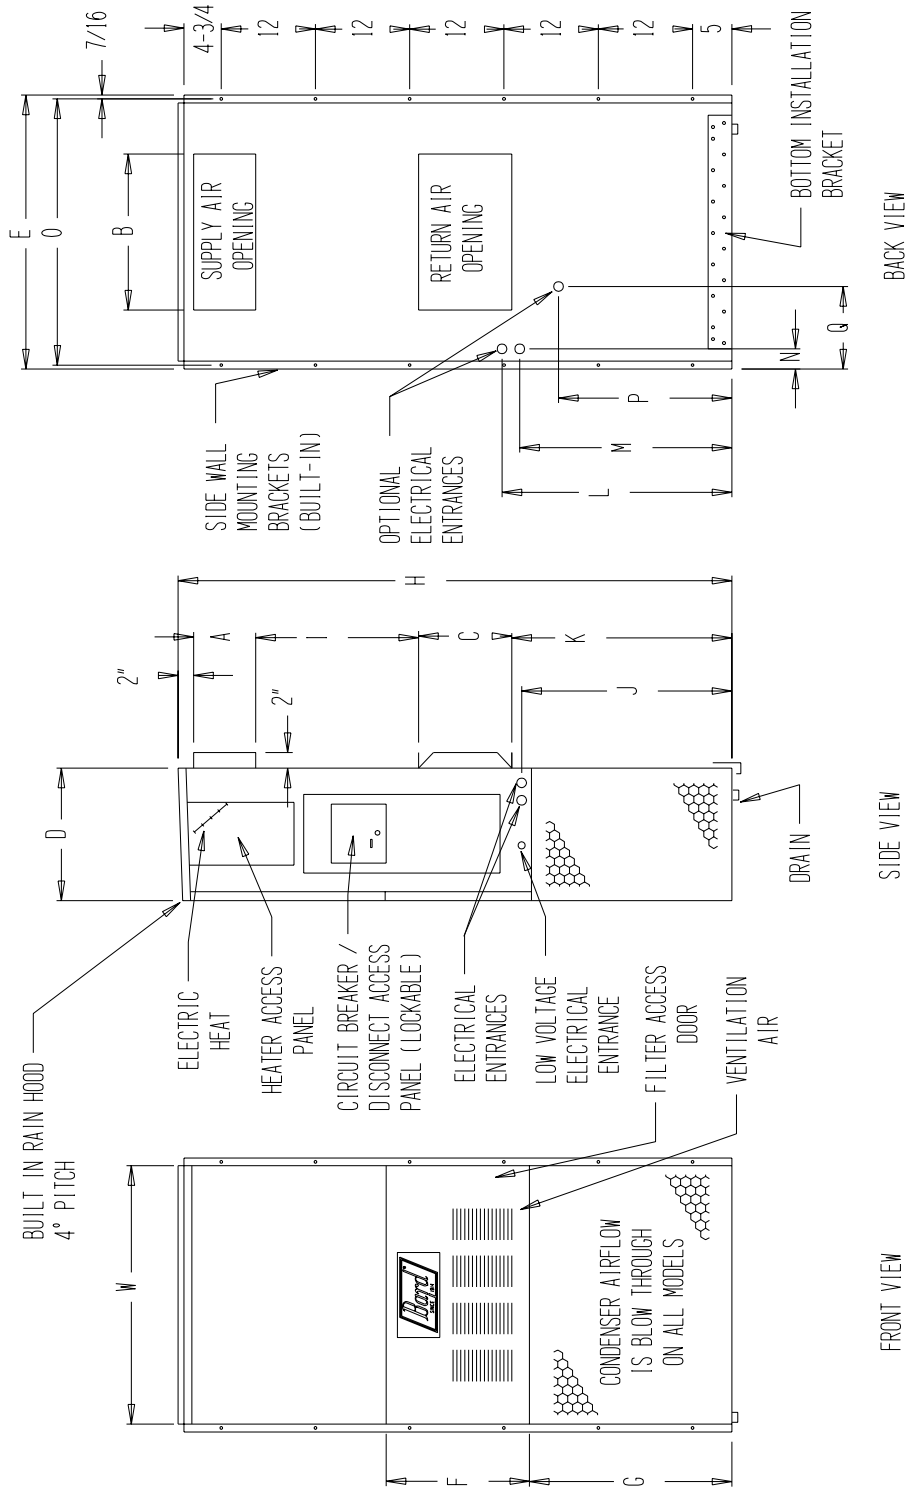 BUILT IN RAIN HOOD
4° PITCH
W
F
G
Bard
SINCE 1914
CONDENSER AIRFLOW
IS BLOW THROUGH
ON ALL MODELS
FILTER ACCESS
DOOR
VENTILATION
AIR
FRONT VIEW
D
2"
A
I
2"
C
K
H
J
ELECTRIC
HEAT
HEATER ACCESS
PANEL
CIRCUIT BREAKER /
DISCONNECT ACCESS
PANEL (LOCKABLE)
ELECTRICAL
ENTRANCES
LOW VOLTAGE
ELECTRICAL
ENTRANCE
DRAIN
SIDE VIEW
E
O
B
7/16
4-3/4
12
12
12
12
12
5
SUPPLY AIR
OPENING
RETURN AIR
OPENING
SIDE WALL
MOUNTING
BRACKETS
(BUILT-IN)
OPTIONAL
ELECTRICAL
ENTRANCES
L
M
P
N
Q
BOTTOM INSTALLATION
BRACKET
BACK VIEW